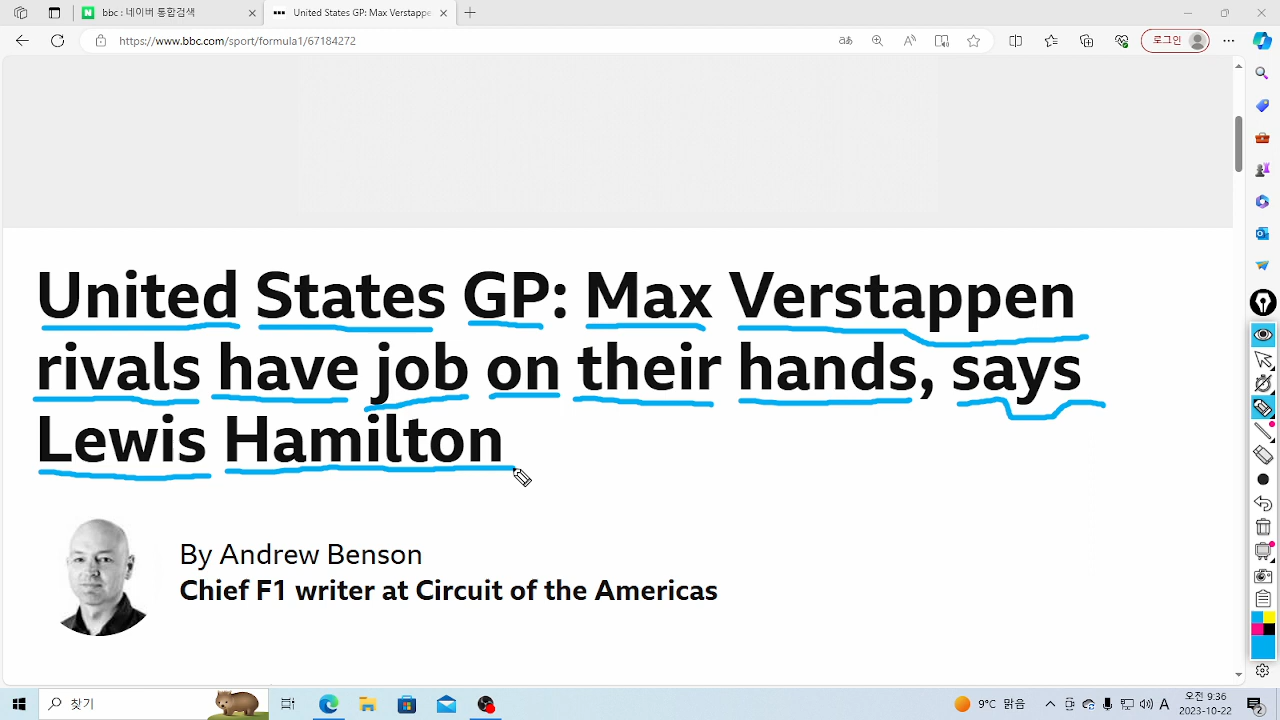 bbc : 네이버 통합검색
United States GP: Max Verstappe
https://www.bbc.com/sport/formula1/67184272
로그인
United States GP: Max Verstappen
rivals have job on their hands, says
Lewis Hamilton
By Andrew Benson
Chief F1 writer at Circuit of the Americas
찾기
9°C 맑음
A
오전 9:36
2023-10-22
2